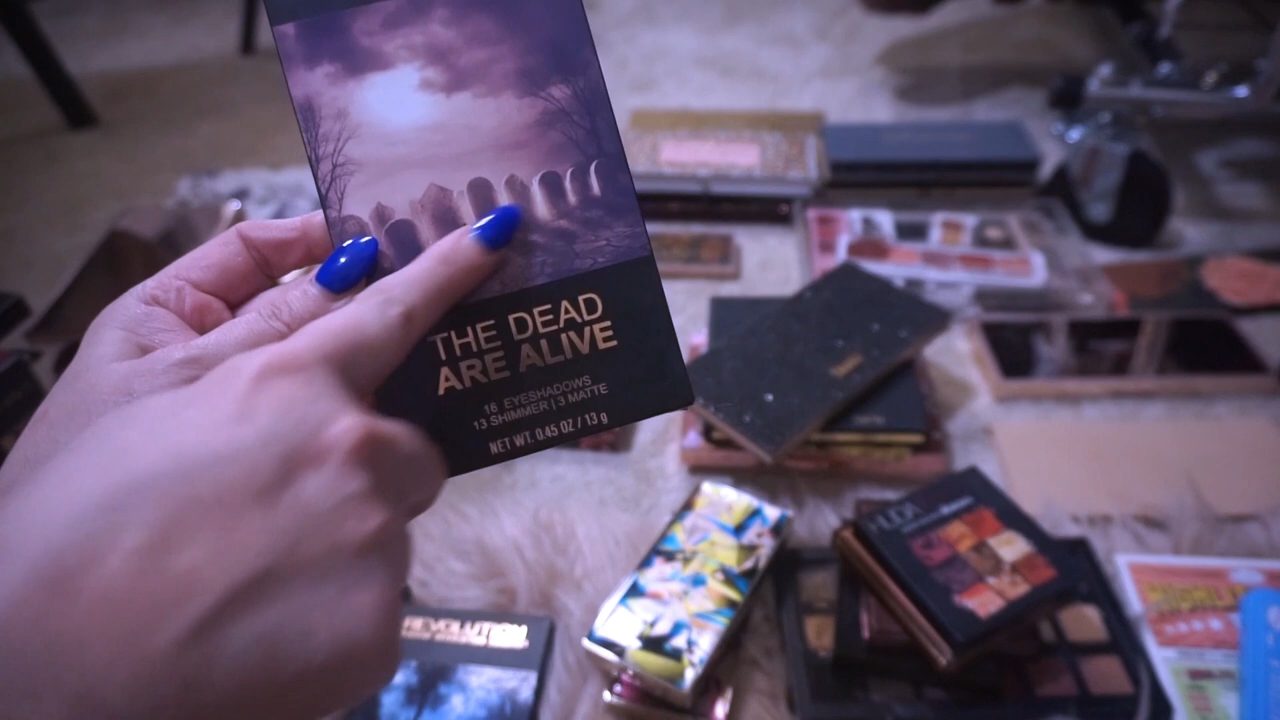 THE DEAD
ARE ALIVE
16 EYESHADOWS
13 SHIMMER | 3 MATTE
NET WT. 0.45 OZ / 13 g
HUDA
REVOLUTION